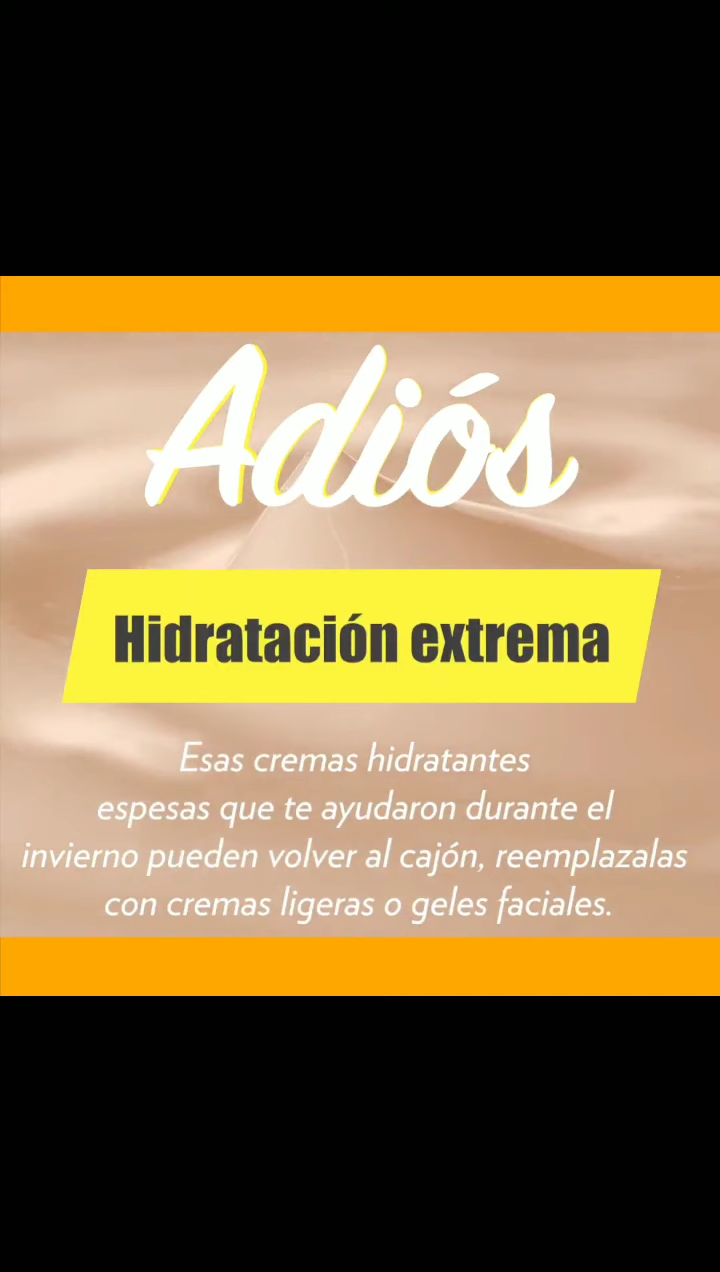 Adiós
Hidratación extrema
Esas cremas hidratantes
espesas que te ayudaron durante el
invierno pueden volver al cajón, reemplazalas
con cremas ligeras o geles faciales.